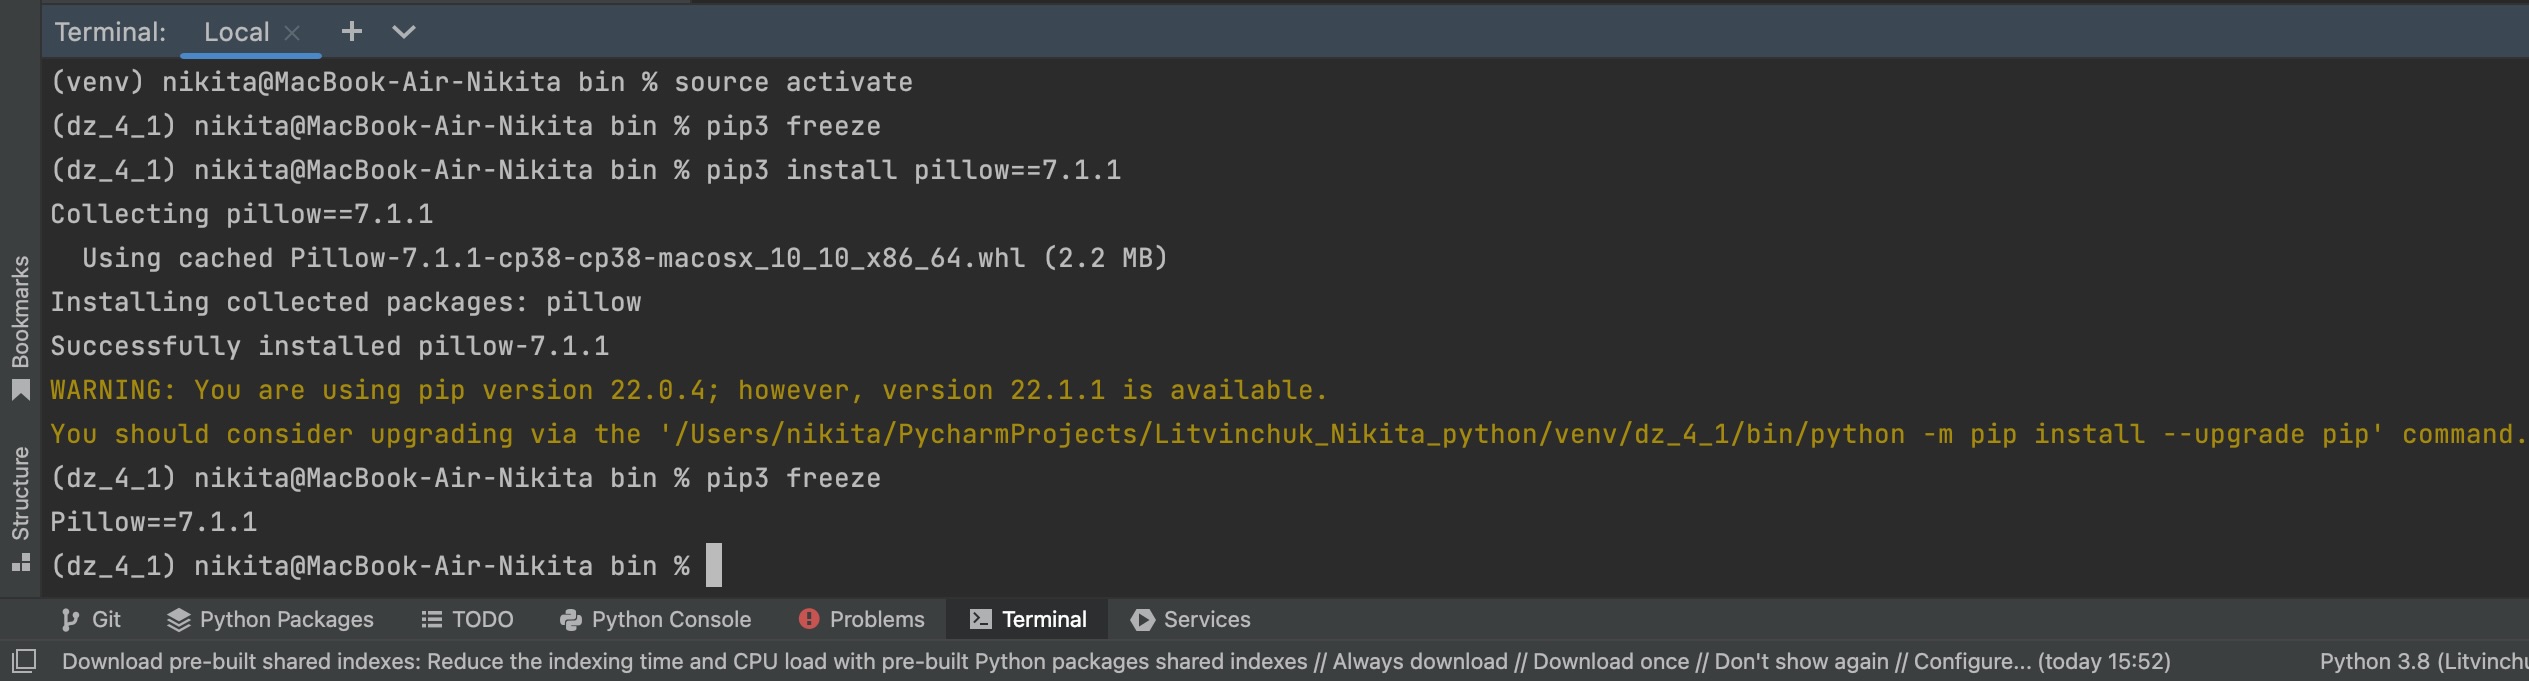 Terminal: Local
(venv) nikita@MacBook-Air-Nikita bin % source activate
(dz_4_1) nikita@MacBook-Air-Nikita bin % pip3 freeze
(dz_4_1) nikita@MacBook-Air-Nikita bin % pip3 install pillow==7.1.1
Collecting pillow==7.1.1
  Using cached Pillow-7.1.1-cp38-cp38-macosx_10_10_x86_64.whl (2.2 MB)
Installing collected packages: pillow
Successfully installed pillow-7.1.1
WARNING: You are using pip version 22.0.4; however, version 22.1.1 is available.
You should consider upgrading via the '/Users/nikita/PycharmProjects/Litvinchuk_Nikita_python/venv/dz_4_1/bin/python -m pip install --upgrade pip' command.
(dz_4_1) nikita@MacBook-Air-Nikita bin % pip3 freeze
Pillow==7.1.1
(dz_4_1) nikita@MacBook-Air-Nikita bin %
Bookmarks
Structure
Git Python Packages TODO Python Console Problems Terminal Services
Download pre-built shared indexes: Reduce the indexing time and CPU load with pre-built Python packages shared indexes // Always download // Download once // Don't show again // Configure... (today 15:52) Python 3.8 (Litvinchu